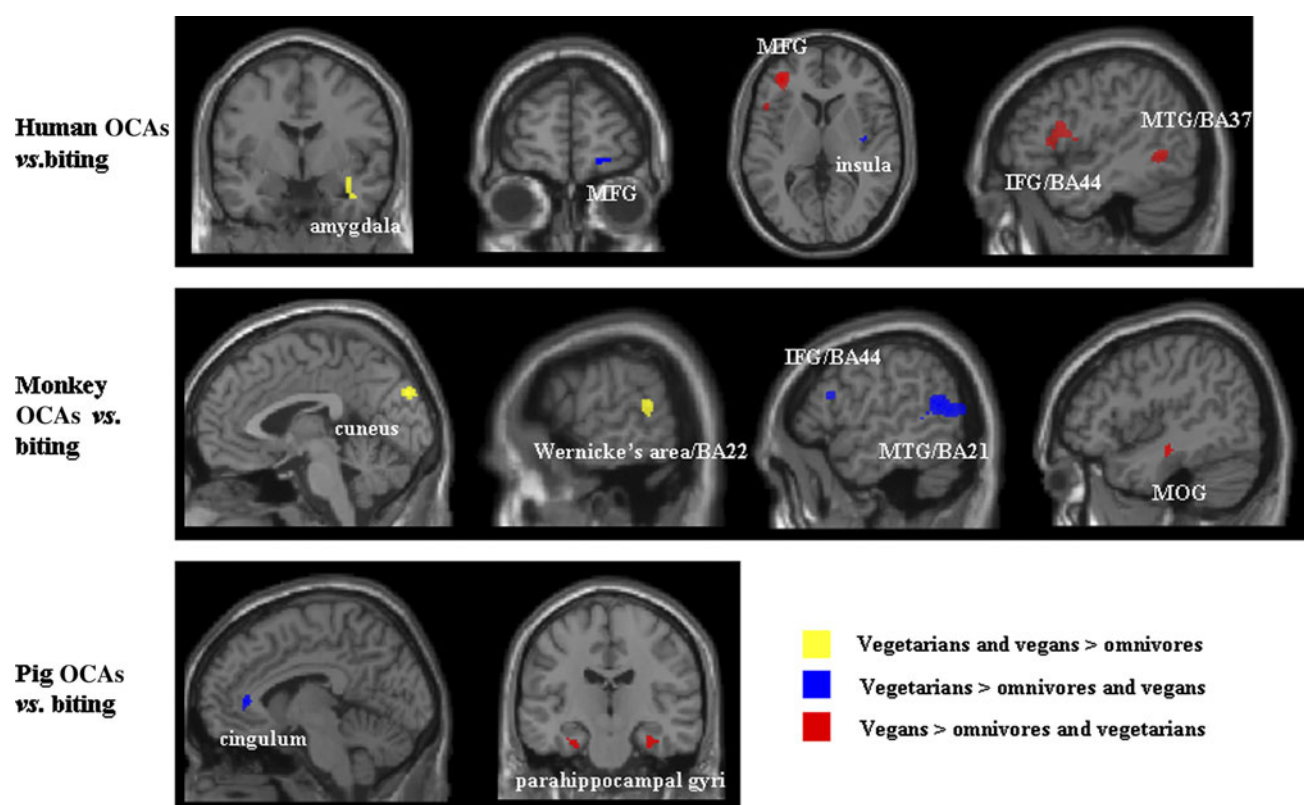 Human OCAs
vs.biting
amygdala
MFG
MFG
insula
MTG/BA37
IFG/BA44
Monkey
OCAs vs.
biting
cuneus
Wernicke's area/BA22
IFG/BA44
MTG/BA21
MOG
Pig OCAs
vs. biting
cingulum
parahippocampal gyri
Vegetarians and vegans > omnivores
Vegetarians > omnivores and vegans
Vegans > omnivores and vegetarians